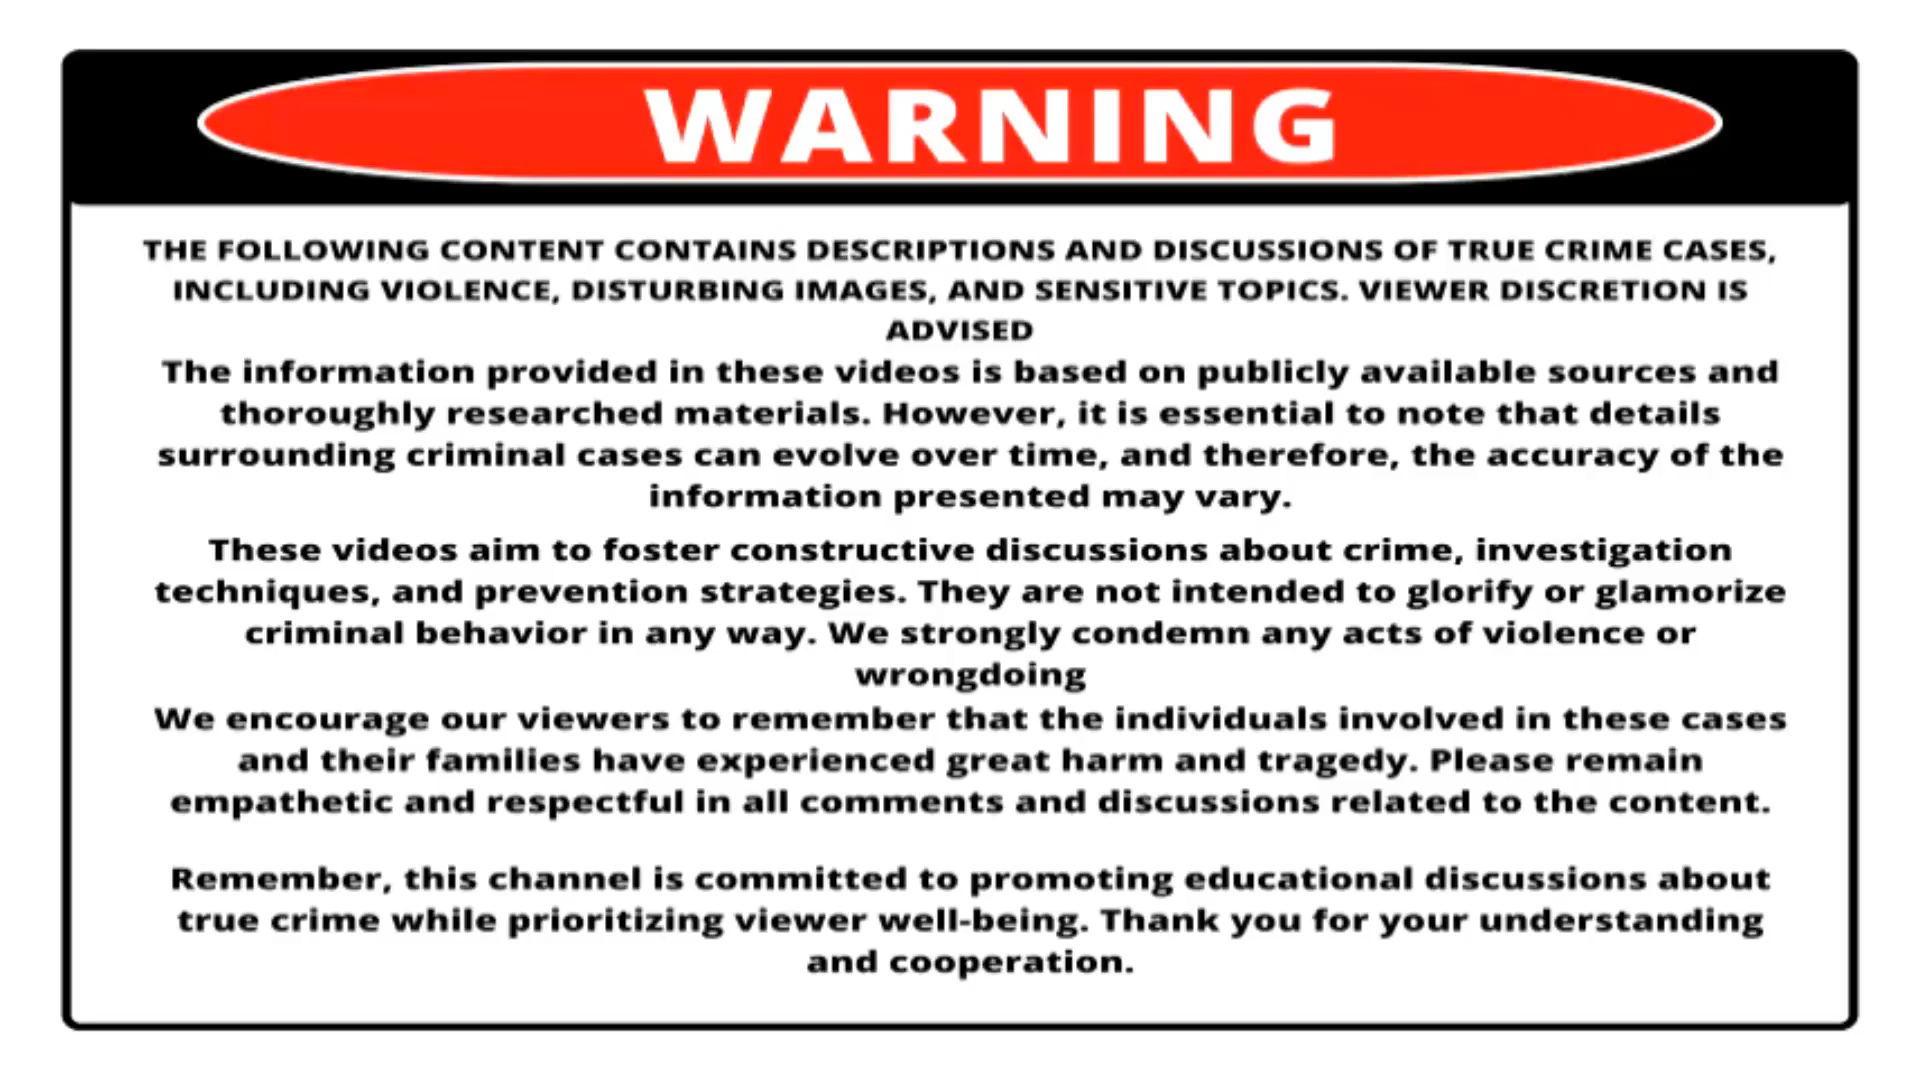 WARNING
THE FOLLOWING CONTENT CONTAINS DESCRIPTIONS AND DISCUSSIONS OF TRUE CRIME CASES,
INCLUDING VIOLENCE, DISTURBING IMAGES, AND SENSITIVE TOPICS. VIEWER DISCRETION IS
ADVISED
The information provided in these videos is based on publicly available sources and
thoroughly researched materials. However, it is essential to note that details
surrounding criminal cases can evolve over time, and therefore, the accuracy of the
information presented may vary.
These videos aim to foster constructive discussions about crime, investigation
techniques, and prevention strategies. They are not intended to glorify or glamorize
criminal behavior in any way. We strongly condemn any acts of violence or
wrongdoing
We encourage our viewers to remember that the individuals involved in these cases
and their families have experienced great harm and tragedy. Please remain
empathetic and respectful in all comments and discussions related to the content.
Remember, this channel is committed to promoting educational discussions about
true crime while prioritizing viewer well-being. Thank you for your understanding
and cooperation.